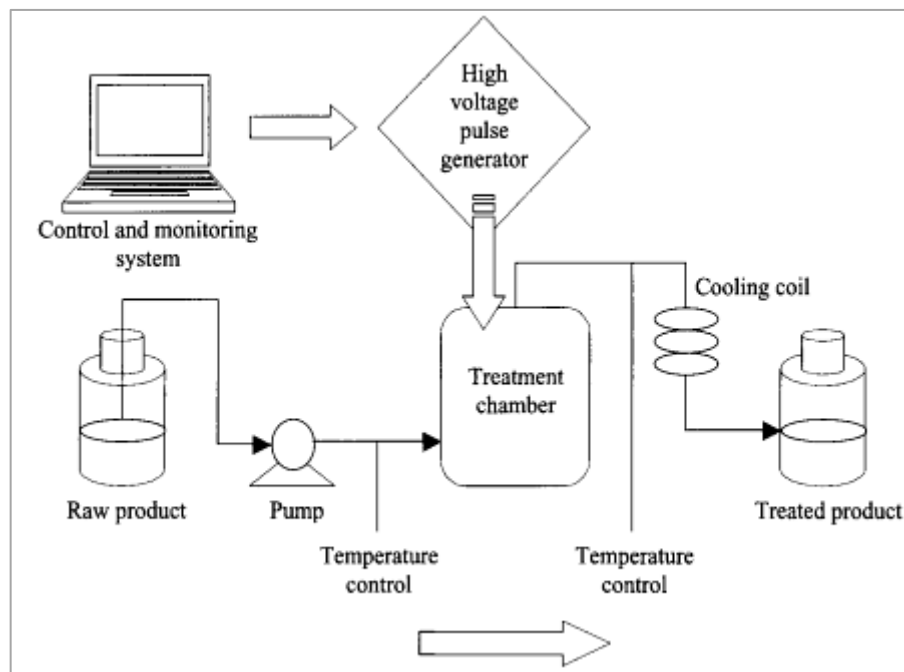 High
voltage
pulse
generator
Control and monitoring
system
Cooling coil
Treatment
chamber
Raw product
Pump
Treated product
Temperature
control
Temperature
control